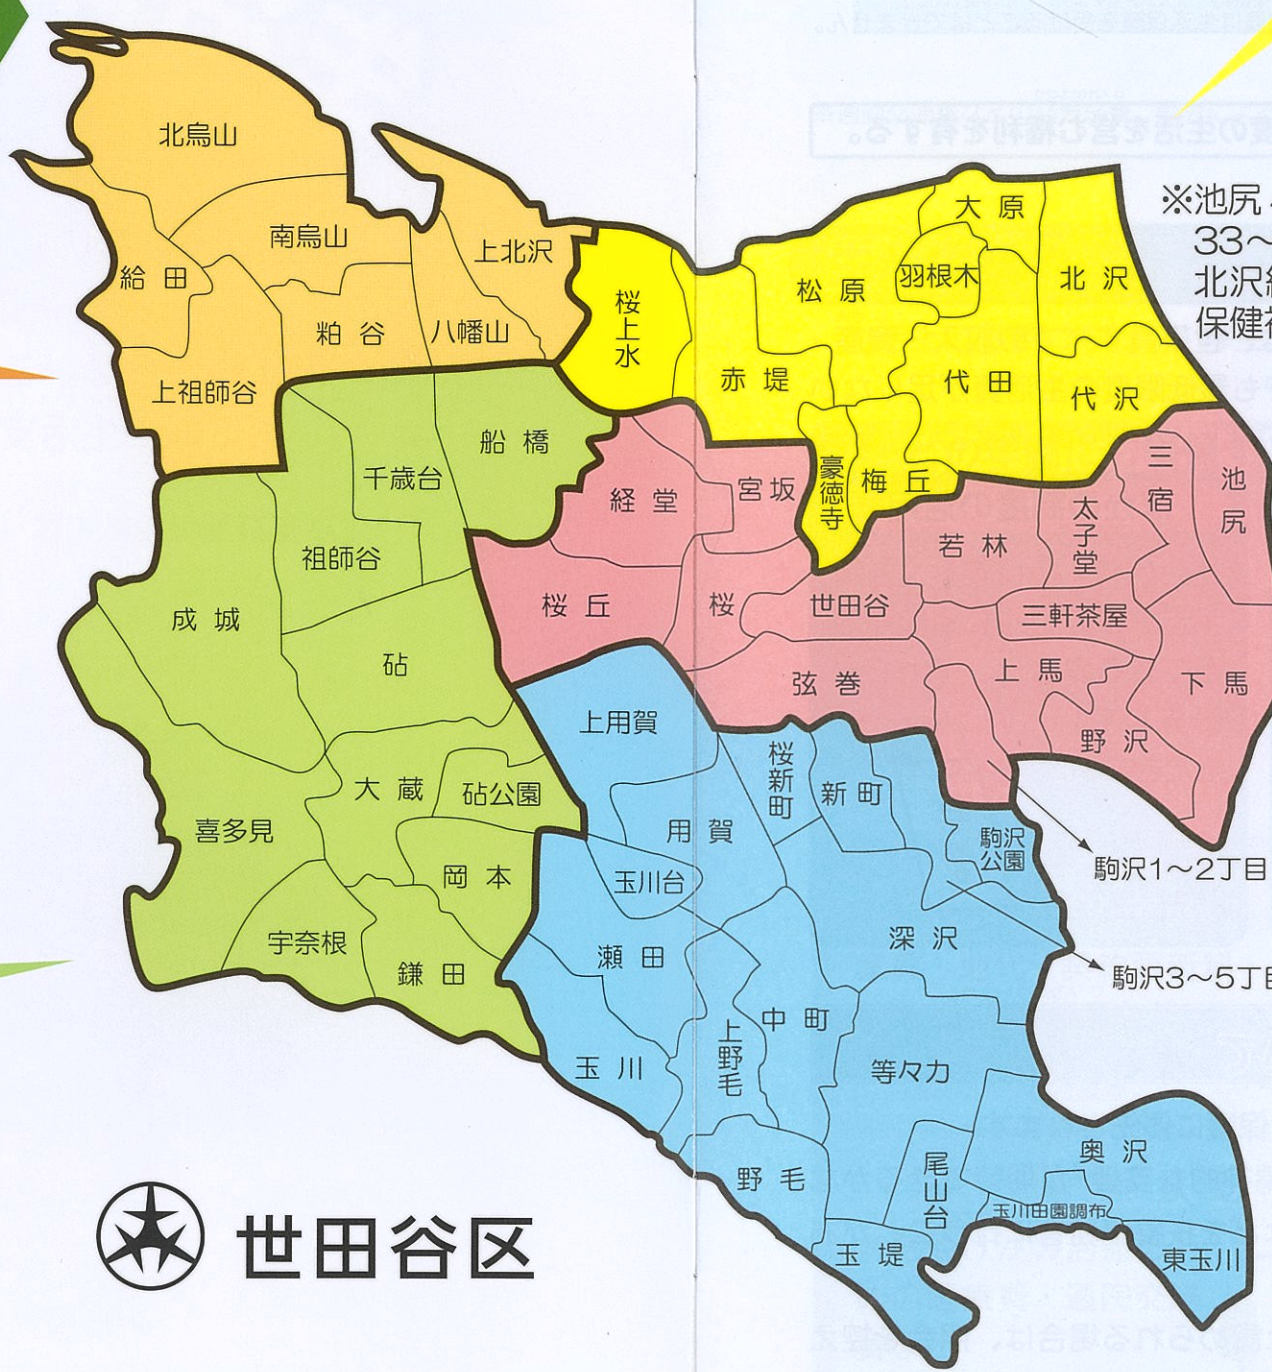 北烏山
南烏山
上北沢
給田
粕谷
八幡山
上祖師谷
桜上水
松原
大原
羽根木
北沢
赤堤
代田
代沢
豪徳寺
梅丘
※池尻
33〜
北沢
保健
船橋
千歳台
祖師谷
成城
砧
大蔵
砧公園
喜多見
岡本
宇奈根
鎌田
経堂
宮坂
桜丘
桜
世田谷
若林
太子堂
三宿
池尻
三軒茶屋
弦巻
上馬
下馬
野沢
駒沢1〜2丁目
上用賀
桜新町
新町
用賀
駒沢公園
玉川台
瀬田
深沢
駒沢3〜5丁目
中町
上野毛
玉川
等々力
野毛
尾山台
奥沢
玉川田園調布
玉堤
東玉川
世田谷区